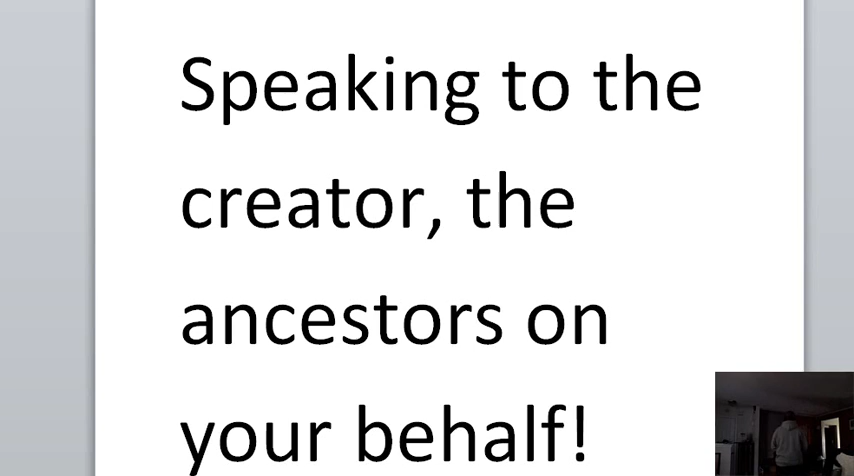 Speaking to the
creator, the
ancestors on
your behalf!